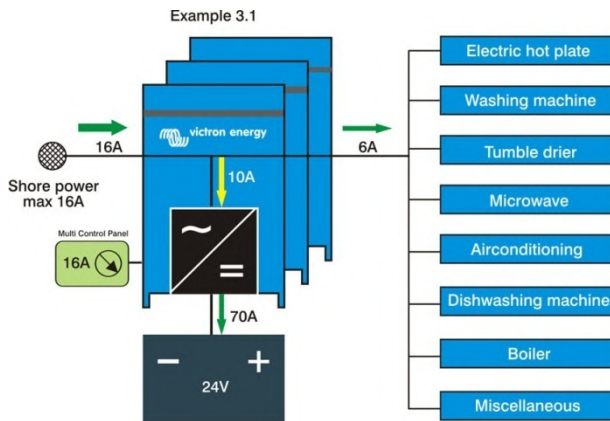 Example 3.1
Electric hot plate
Washing machine
Tumble drier
Microwave
Airconditioning
Dishwashing machine
Boiler
Miscellaneous
victron energy
16A
6A
Shore power
max 16A
10A
Multi Control Panel
16A
~
=
70A
− +
24V